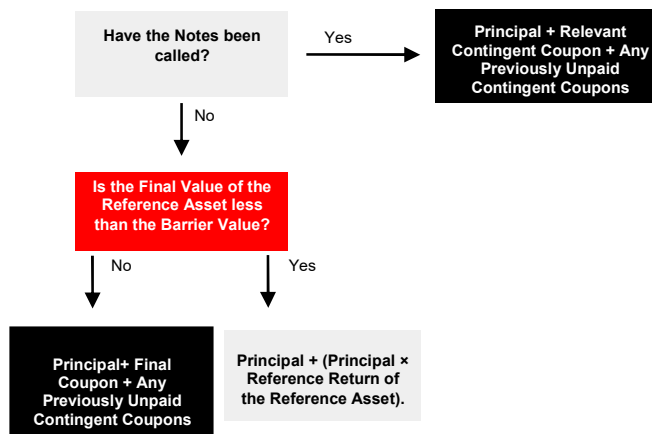 Have the Notes been
called?
Yes
Principal + Relevant
Contingent Coupon + Any
Previously Unpaid
Contingent Coupons
No
Is the Final Value of the
Reference Asset less
than the Barrier Value?
No
Yes
Principal+ Final
Coupon + Any
Previously Unpaid
Contingent Coupons
Principal + (Principal ×
Reference Return of
the Reference Asset).